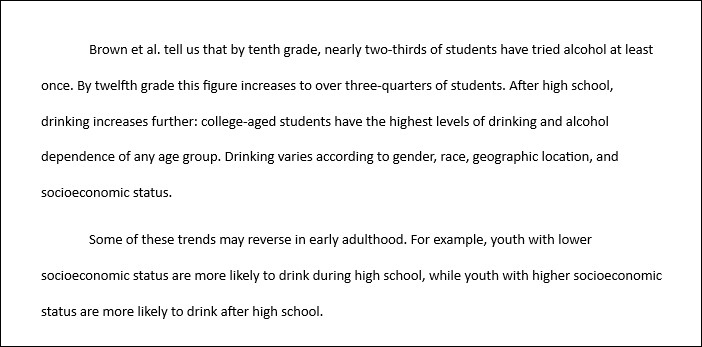 Brown et al. tell us that by tenth grade, nearly two-thirds of students have tried alcohol at least
once. By twelfth grade this figure increases to over three-quarters of students. After high school,
drinking increases further: college-aged students have the highest levels of drinking and alcohol
dependence of any age group. Drinking varies according to gender, race, geographic location, and
socioeconomic status.
Some of these trends may reverse in early adulthood. For example, youth with lower
socioeconomic status are more likely to drink during high school, while youth with higher socioeconomic
status are more likely to drink after high school.